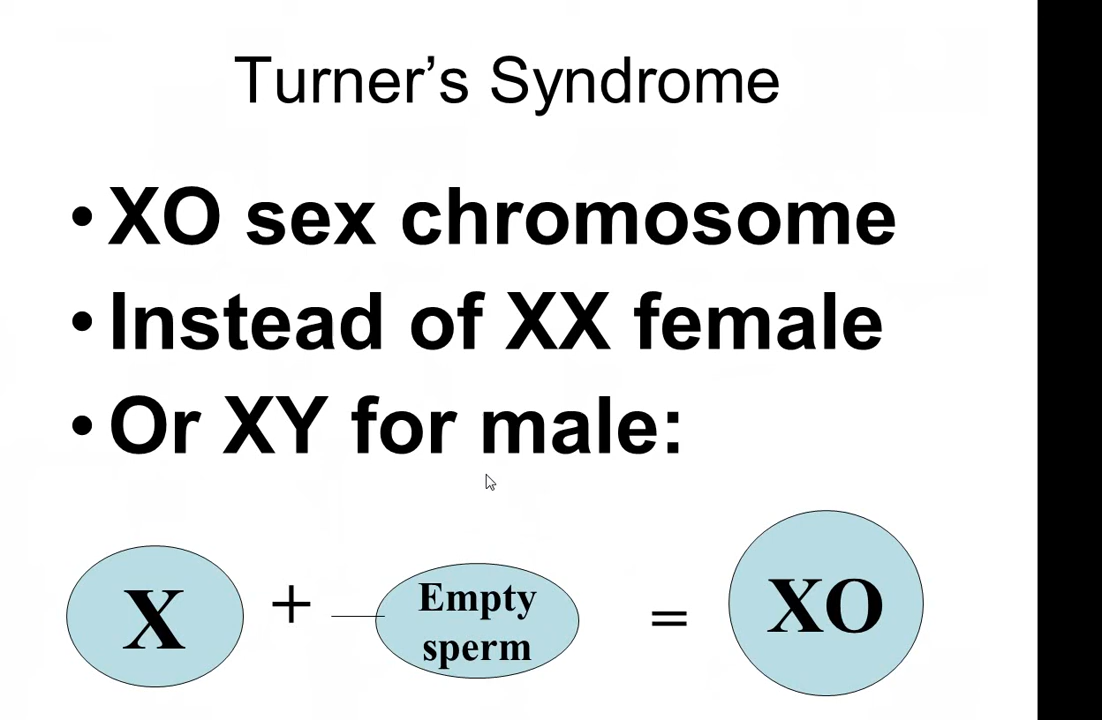 Turner’s Syndrome
• XO sex chromosome
• Instead of XX female
• Or XY for male:
X + Empty sperm = XO